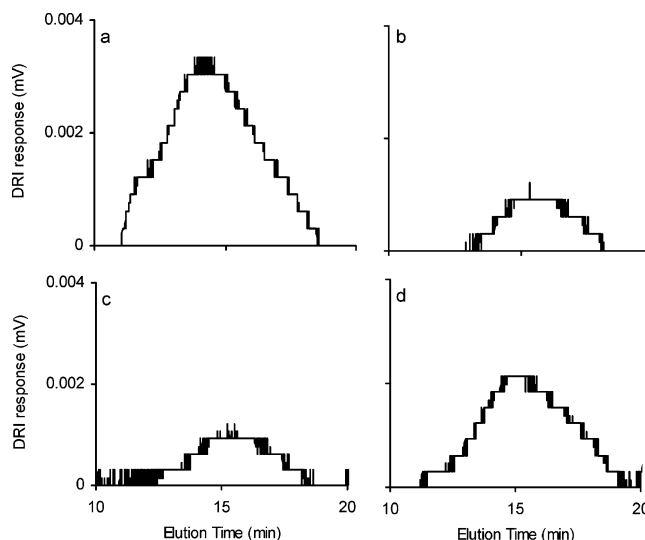 0.004
a
b
DRI response (mV)
0.002
0
0.004
c
d
DRI response (mV)
0.002
0
10 15 20 10 15 20
Elution Time (min) Elution Time (min)